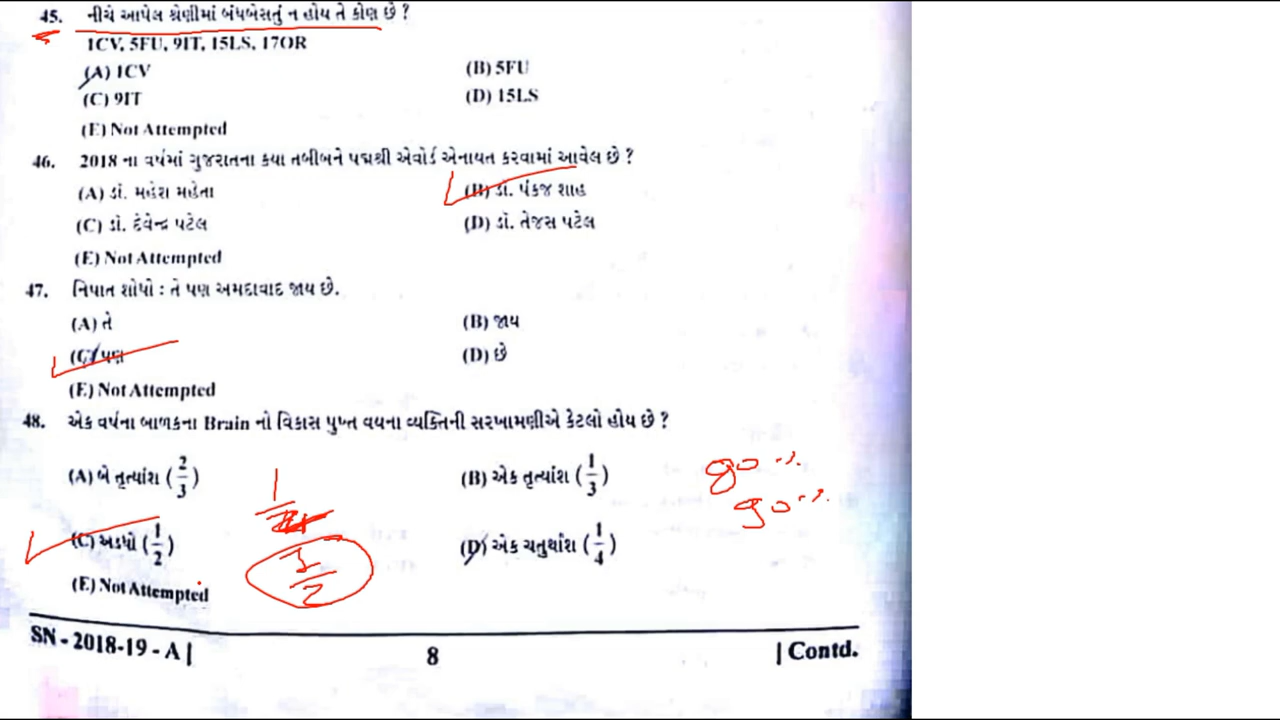 45. નીચે આપેલ શ્રેણીમાં બંધબેસતું ન હોય તે કોણ છે ?
1CV, 5FU, 9IT, 15LS, 17OR
(A) 1CV (B) 5FU
(C) 9IT (D) 15LS
(E) Not Attempted
46. 2018 ના વર્ષમાં ગુજરાતના કયા તબીબને પદ્મશ્રી એવોર્ડ એનાયત કરવામાં આવેલ છે ?
(A) ડૉ. મહેશ મહેતા (B) ડૉ. પંકજ શાહ
(C) ડૉ. દેવેન્દ્ર પટેલ (D) ડૉ. તેજસ પટેલ
(E) Not Attempted
47. નિપાત શોધો : તે પણ અમદાવાદ જાય છે.
(A) તે (B) જાય
(C) પણ (D) છે
(E) Not Attempted
48. એક વર્ષના બાળકના Brain નો વિકાસ પુખ્ત વયના વ્યક્તિની સરખામણીએ કેટલો હોય છે ?
(A) બે તૃત્યાંશ (2/3) (B) એક તૃત્યાંશ (1/3)
(C) અડધો (1/2) (D) એક ચતુથાંશ (1/4)
(E) Not Attempted
1/2
SN - 2018-19 - A | 8 | Contd.